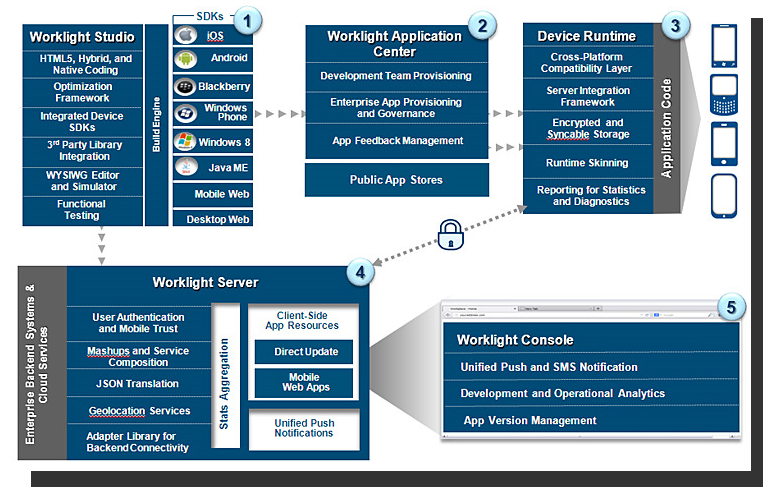 Worklight Studio
HTML5, Hybrid, and
Native Coding
Optimization
Framework
Integrated Device
SDKs
3rd Party Library
Integration
WYSIWG Editor
and Simulator
Functional
Testing
Build Engine
SDKs
1
iOS
Android
Blackberry
Windows
Phone
Windows 8
Java ME
Mobile Web
Desktop Web
2
Worklight Application
Center
Development Team Provisioning
Enterprise App Provisioning
and Governance
App Feedback Management
Public App Stores
3
Device Runtime
Cross-Platform
Compatibility Layer
Server Integration
Framework
Encrypted and
Syncable Storage
Runtime Skinning
Reporting for Statistics
and Diagnostics
Application Code
4
Enterprise Backend Systems &
Cloud Services
Worklight Server
User Authentication
and Mobile Trust
Mashups and Service
Composition
JSON Translation
Geolocation Services
Adapter Library for
Backend Connectivity
Stats Aggregation
Client-Side
App Resources
Direct Update
Mobile
Web Apps
Unified Push
Notifications
5
Worklight Console
Unified Push and SMS Notification
Development and Operational Analytics
App Version Management